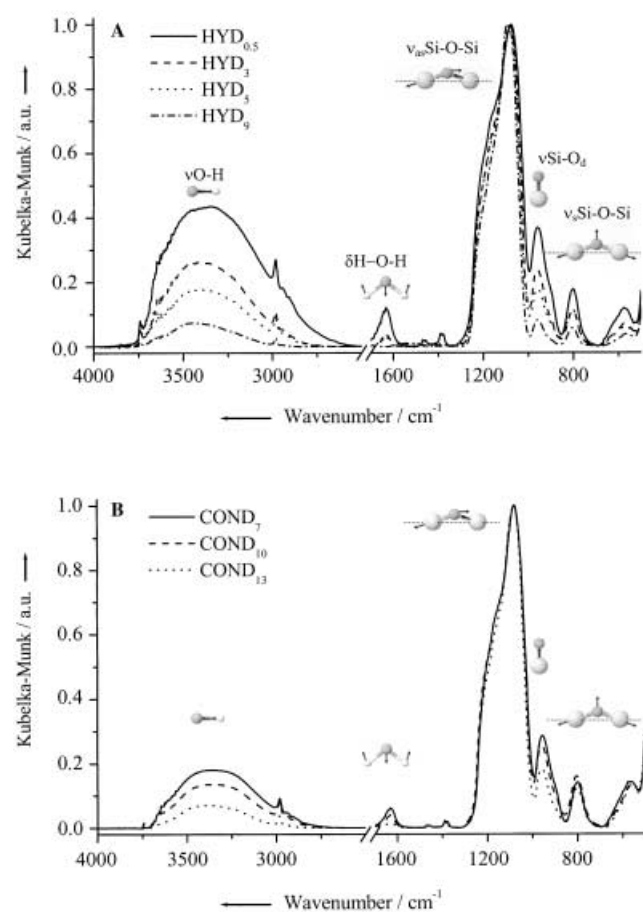 A
HYD0.5
HYD3
HYD5
HYD9
νasSi-O-Si
νO-H
νSi-Od
νsSi-O-Si
δH–O-H
Kubelka-Munk / a.u.
1.0
0.8
0.6
0.4
0.2
0.0
4000 3500 3000 1600 1200 800
Wavenumber / cm-1
B
COND7
COND10
COND13
Kubelka-Munk / a.u.
1.0
0.8
0.6
0.4
0.2
0.0
4000 3500 3000 1600 1200 800
Wavenumber / cm-1